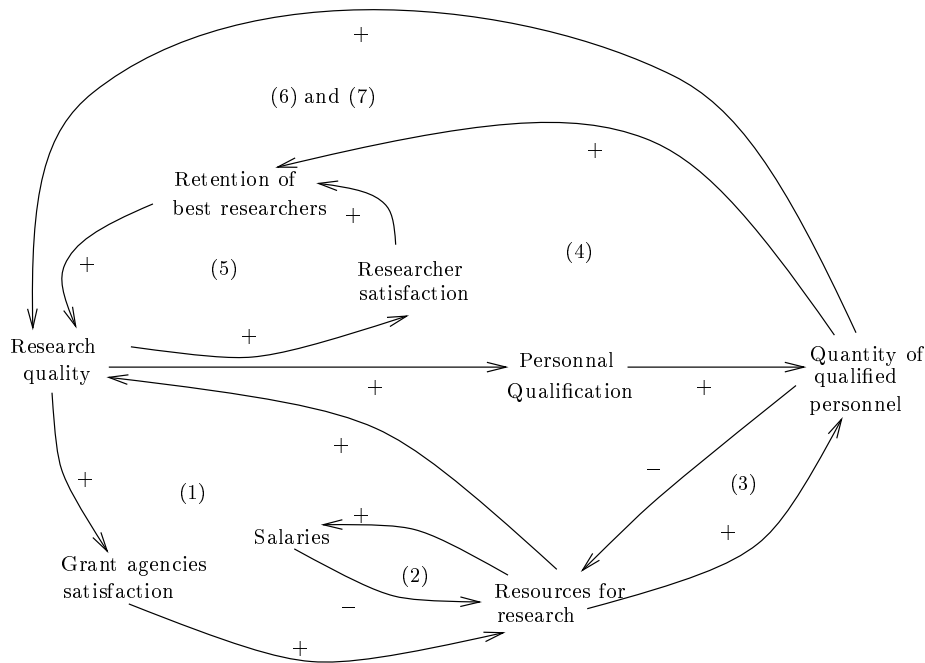 +
(6) and (7)
+
Retention of
best researchers
+
+
(5)
(4)
Researcher
satisfaction
+
Research
quality
+
Personnal
Qualification
+
Quantity of
qualified
personnel
+
−
(3)
+
(1)
+
+
Salaries
Grant agencies
satisfaction
(2)
−
Resources for
research
+